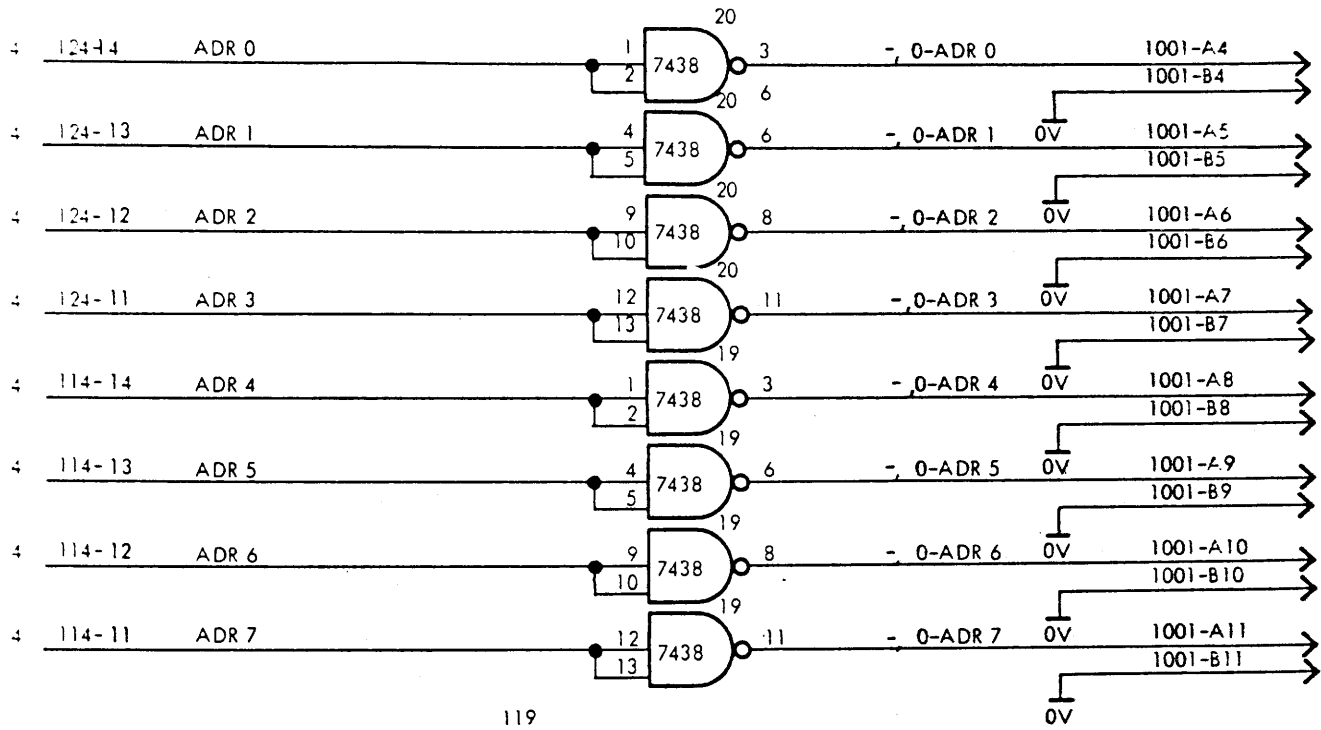 20
4 124-14 ADR 0 1 7438 3 -, 0-ADR 0 1001-A4
2 1001-B4
20 6
4 124-13 ADR 1 4 7438 6 -, 0-ADR 1 0V 1001-A5
5 1001-B5
20
4 124-12 ADR 2 9 7438 8 -, 0-ADR 2 0V 1001-A6
10 1001-B6
20
4 124-11 ADR 3 12 7438 11 -, 0-ADR 3 0V 1001-A7
13 1001-B7
19
4 114-14 ADR 4 1 7438 3 -, 0-ADR 4 0V 1001-A8
2 1001-B8
19
4 114-13 ADR 5 4 7438 6 -, 0-ADR 5 0V 1001-A9
5 1001-B9
19
4 114-12 ADR 6 9 7438 8 -, 0-ADR 6 0V 1001-A10
10 1001-B10
19
4 114-11 ADR 7 12 7438 11 -, 0-ADR 7 0V 1001-A11
13 1001-B11
119 0V